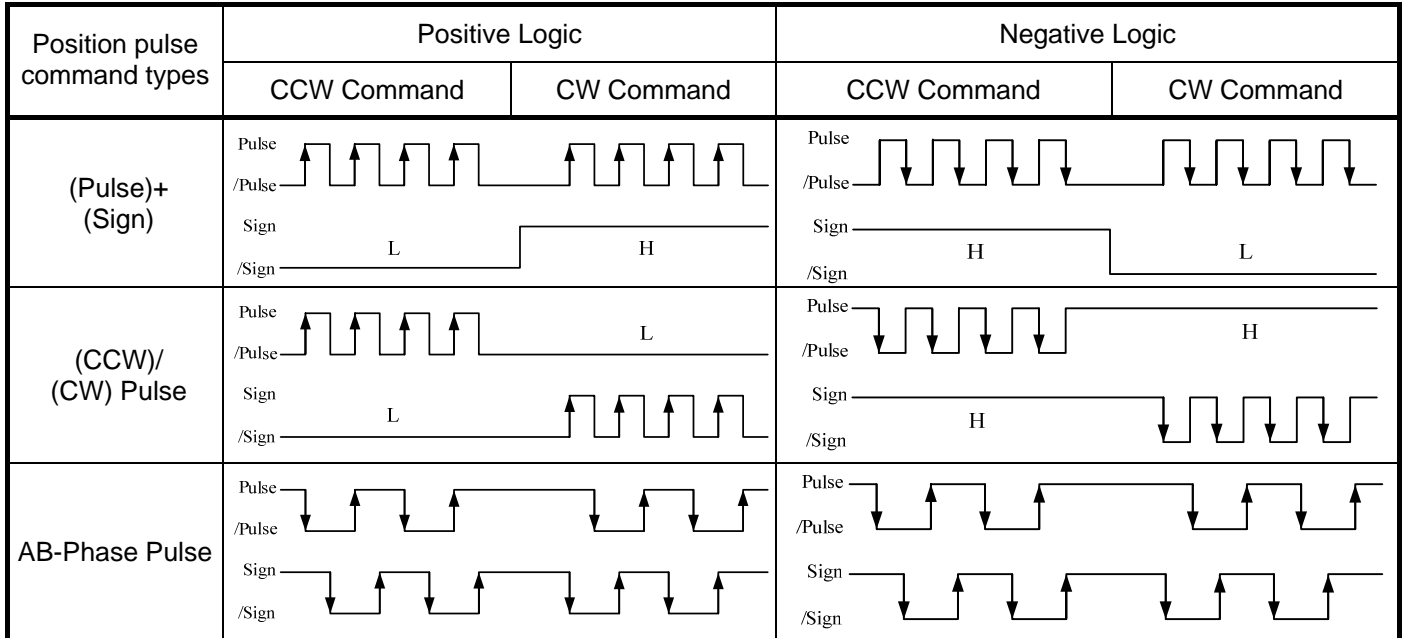 Position pulse
command types
Positive Logic
Negative Logic
CCW Command
CW Command
CCW Command
CW Command
(Pulse)+
(Sign)
Pulse
/Pulse
Sign
/Sign
L
H
Pulse
/Pulse
Sign
/Sign
H
L
(CCW)/
(CW) Pulse
Pulse
/Pulse
L
Sign
/Sign
L
Pulse
/Pulse
H
Sign
/Sign
H
AB-Phase Pulse
Pulse
/Pulse
Sign
/Sign
Pulse
/Pulse
Sign
/Sign